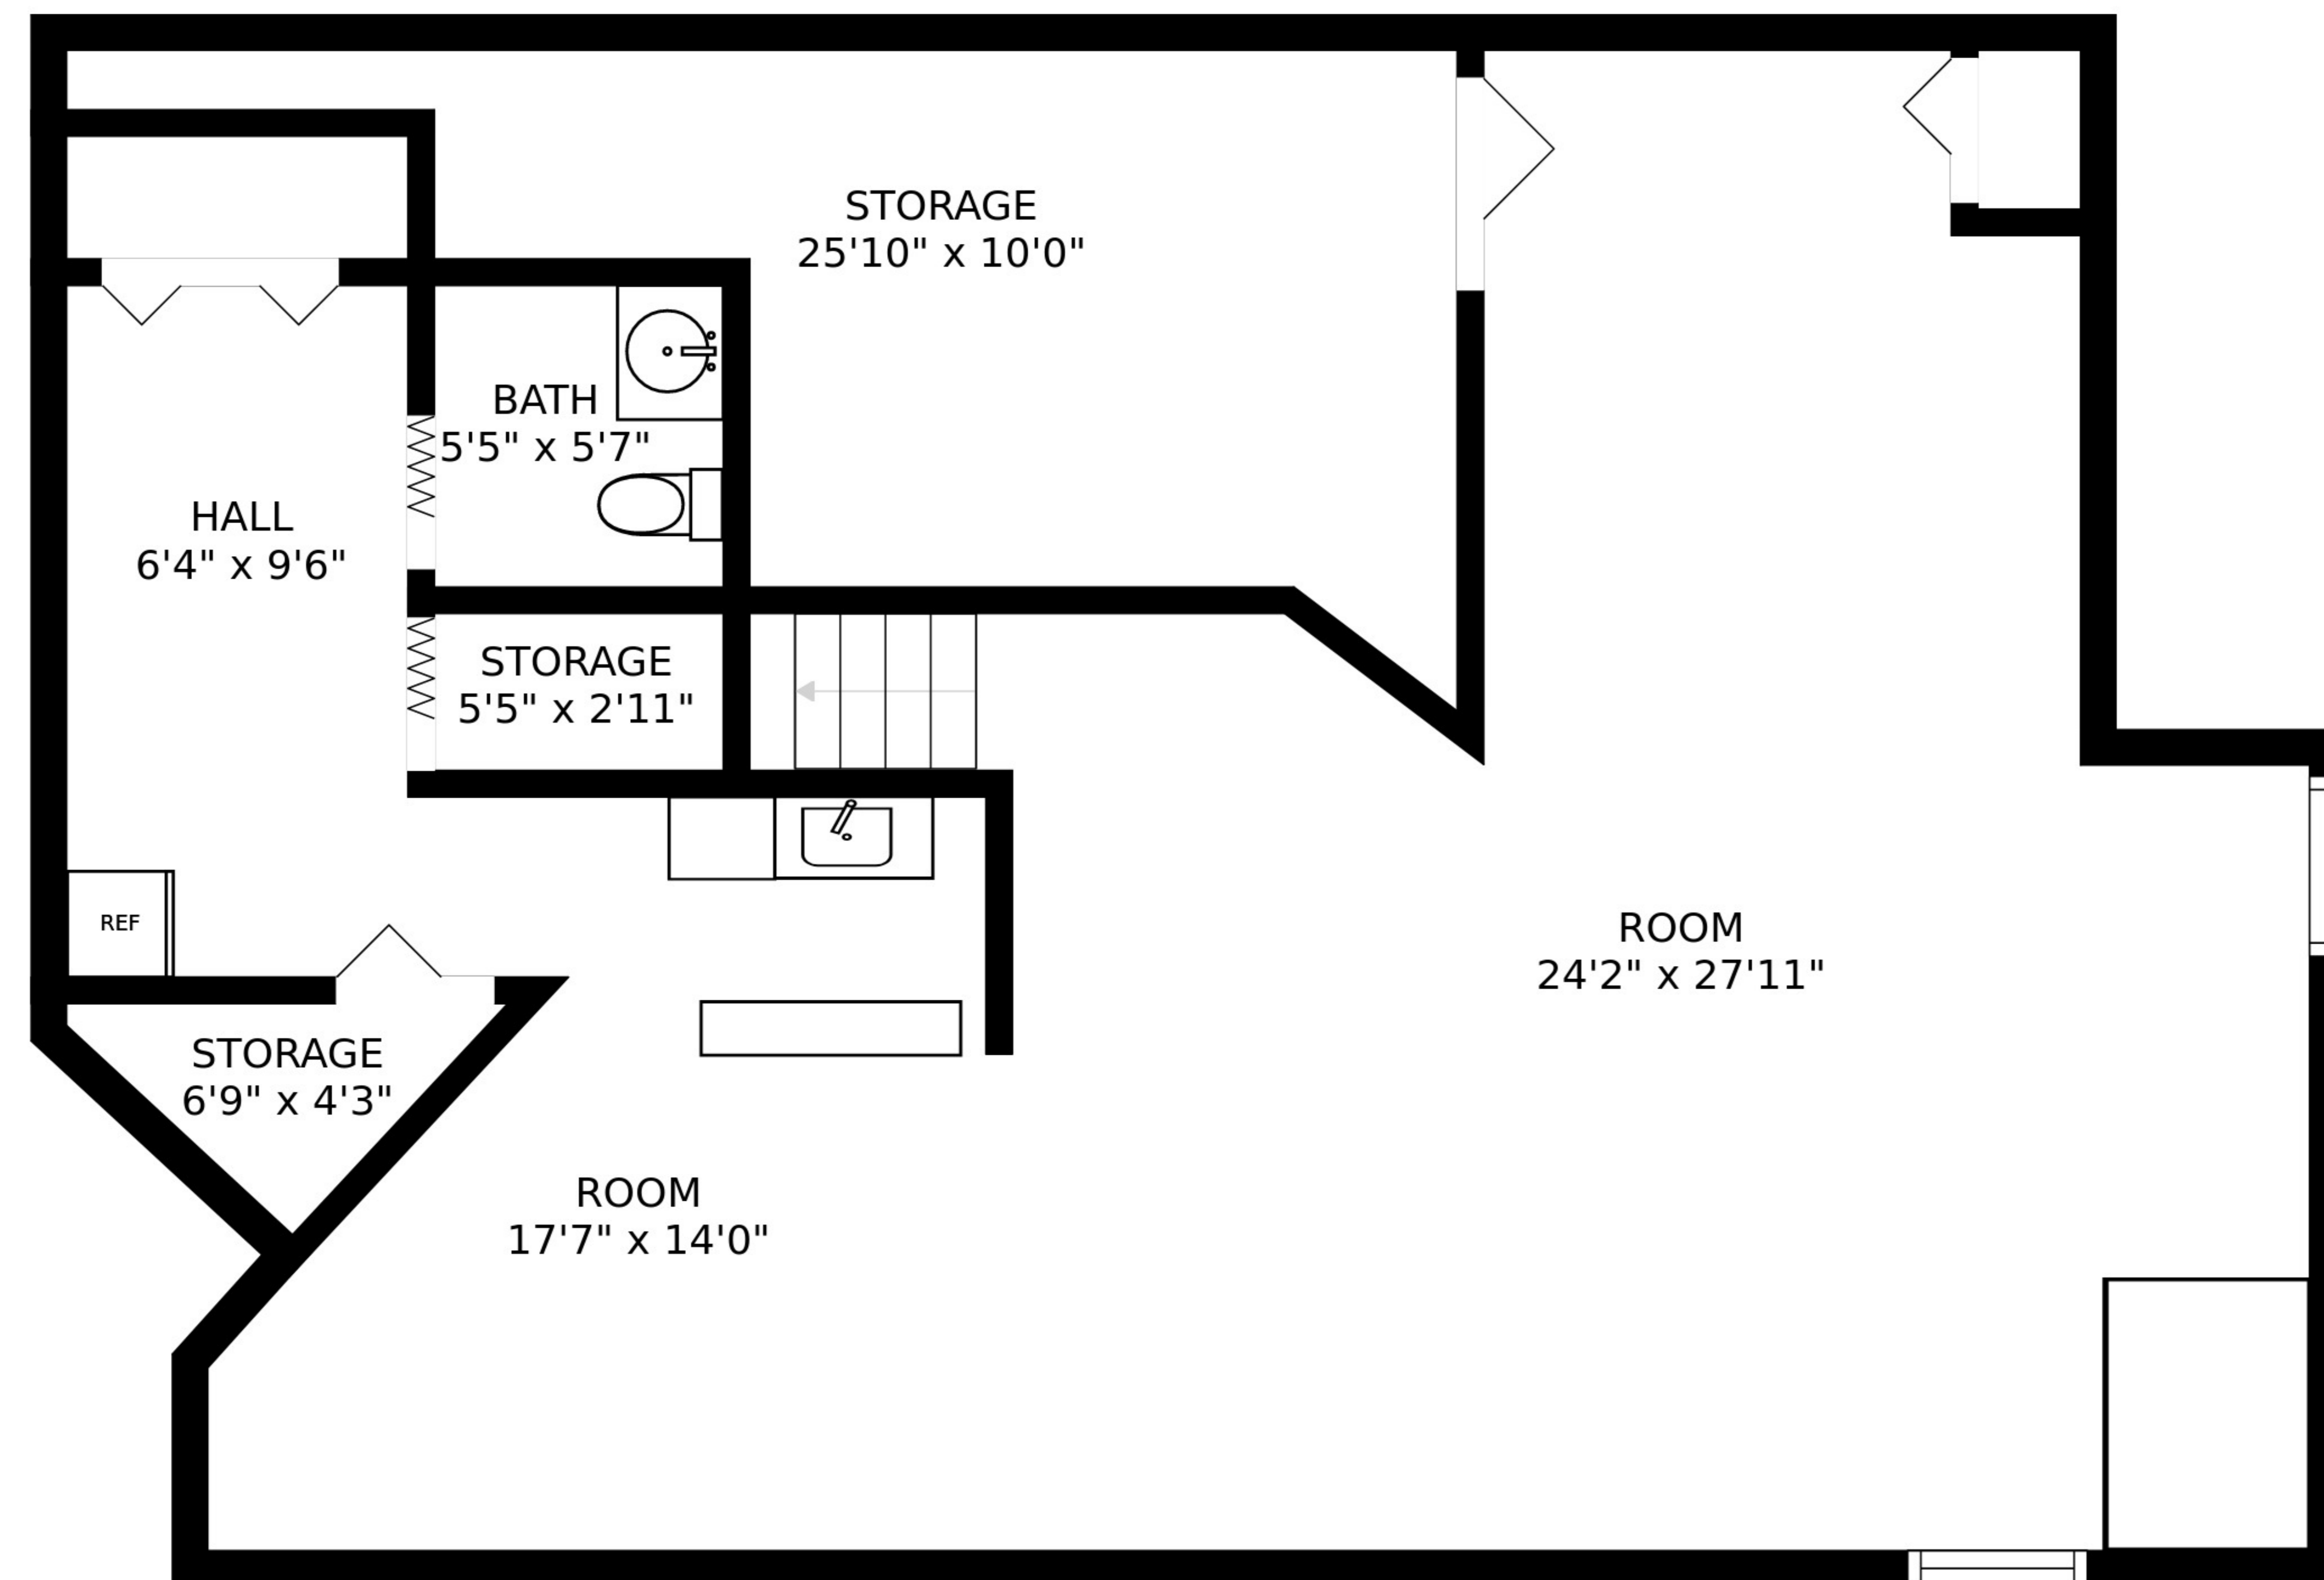 STORAGE
25'10" x 10'0"
BATH
5'5" x 5'7"
HALL
6'4" x 9'6"
STORAGE
5'5" x 2'11"
REF
ROOM
24'2" x 27'11"
STORAGE
6'9" x 4'3"
ROOM
17'7" x 14'0"